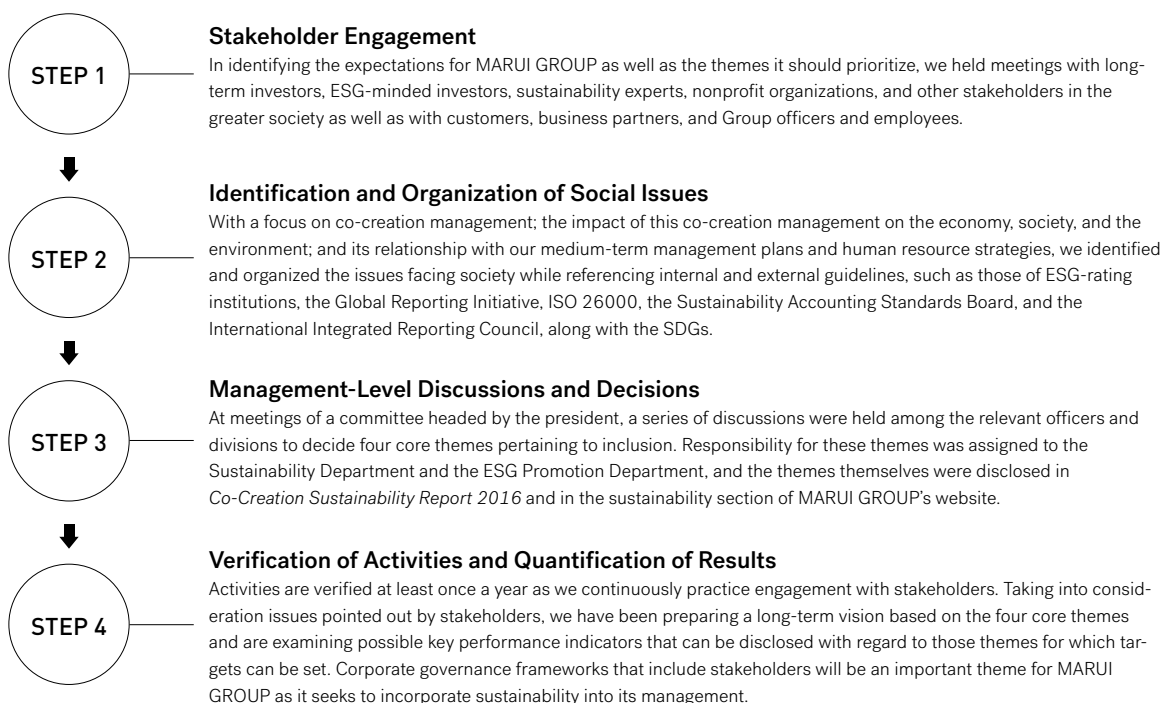 STEP 1
Stakeholder Engagement
In identifying the expectations for MARUI GROUP as well as the themes it should prioritize, we held meetings with long-
term investors, ESG-minded investors, sustainability experts, nonprofit organizations, and other stakeholders in the
greater society as well as with customers, business partners, and Group officers and employees.
STEP 2
Identification and Organization of Social Issues
With a focus on co-creation management; the impact of this co-creation management on the economy, society, and the
environment; and its relationship with our medium-term management plans and human resource strategies, we identified
and organized the issues facing society while referencing internal and external guidelines, such as those of ESG-rating
institutions, the Global Reporting Initiative, ISO 26000, the Sustainability Accounting Standards Board, and the
International Integrated Reporting Council, along with the SDGs.
STEP 3
Management-Level Discussions and Decisions
At meetings of a committee headed by the president, a series of discussions were held among the relevant officers and
divisions to decide four core themes pertaining to inclusion. Responsibility for these themes was assigned to the
Sustainability Department and the ESG Promotion Department, and the themes themselves were disclosed in
Co-Creation Sustainability Report 2016 and in the sustainability section of MARUI GROUP's website.
STEP 4
Verification of Activities and Quantification of Results
Activities are verified at least once a year as we continuously practice engagement with stakeholders. Taking into consid-
eration issues pointed out by stakeholders, we have been preparing a long-term vision based on the four core themes
and are examining possible key performance indicators that can be disclosed with regard to those themes for which tar-
gets can be set. Corporate governance frameworks that include stakeholders will be an important theme for MARUI
GROUP as it seeks to incorporate sustainability into its management.